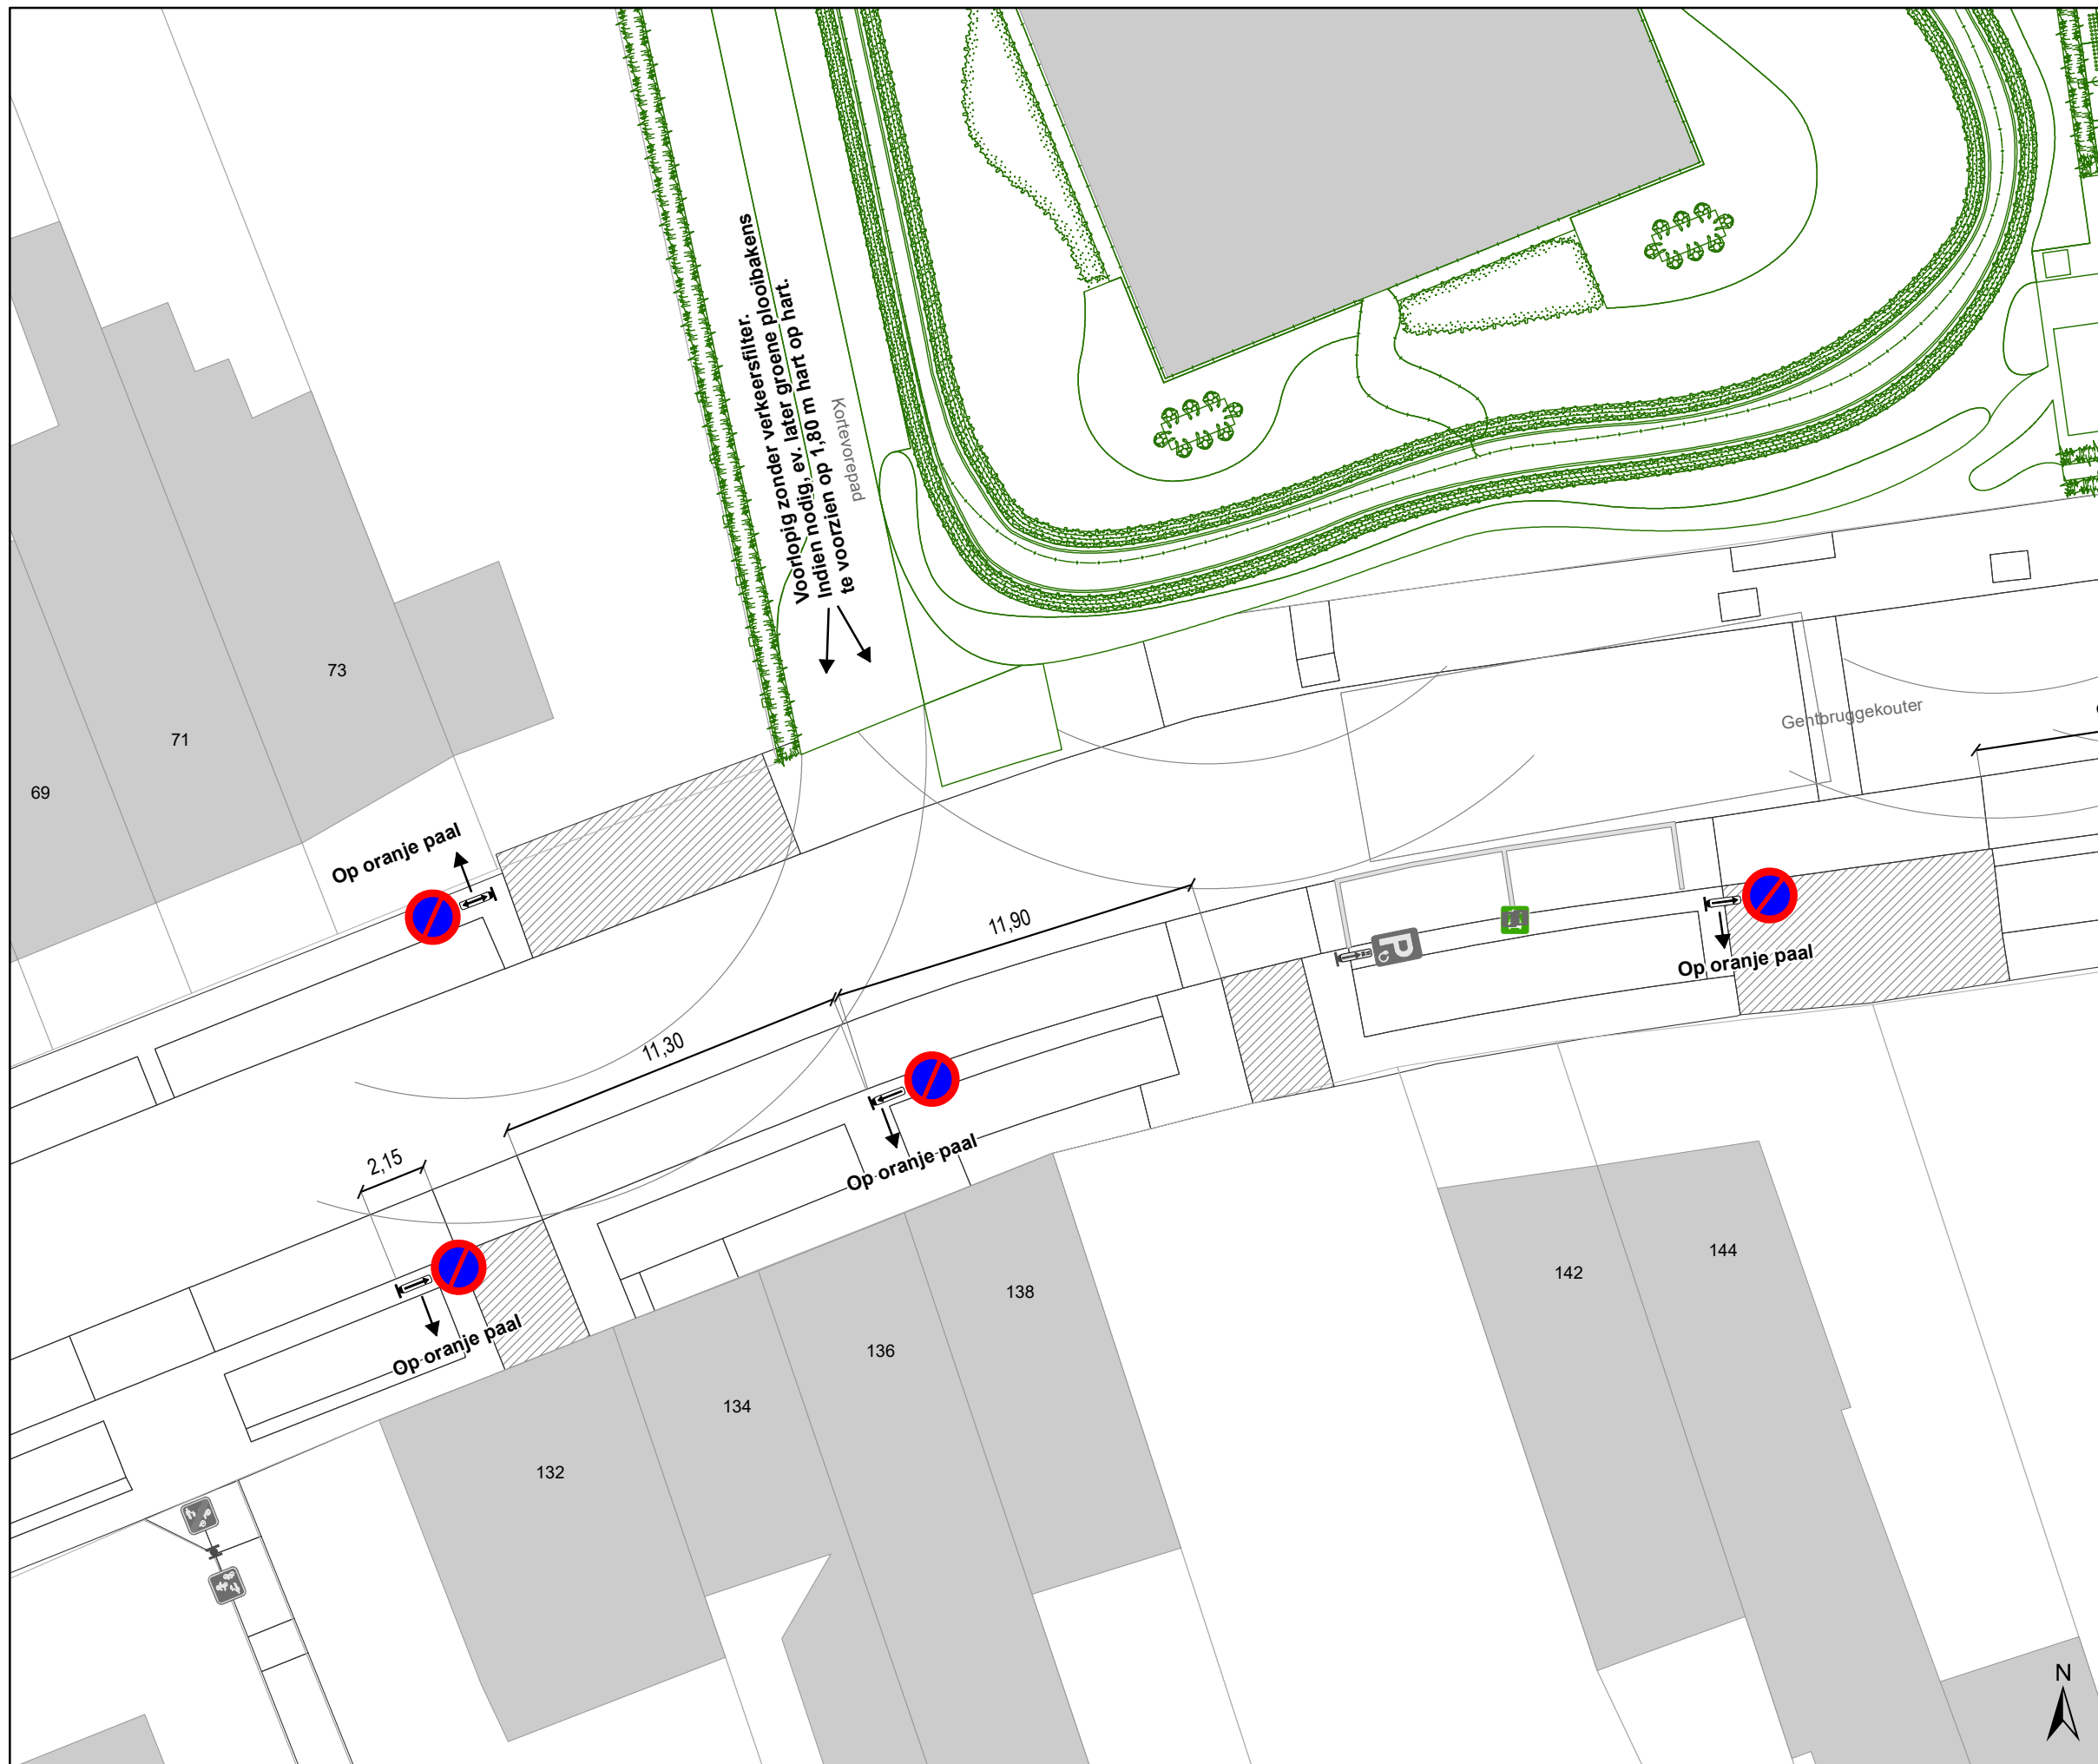 Voorlopig zonder verkeersfilter.
Indien nodig, ev. later groene plooibakens
te voorzien op 1,80 m hart op hart.
Kortevorepad
73
71
69
Gentbruggekouter
Op oranje paal
11,90
P
Op oranje paal
11,30
Op oranje paal
2,15
Op oranje paal
138
142
144
136
134
132
N